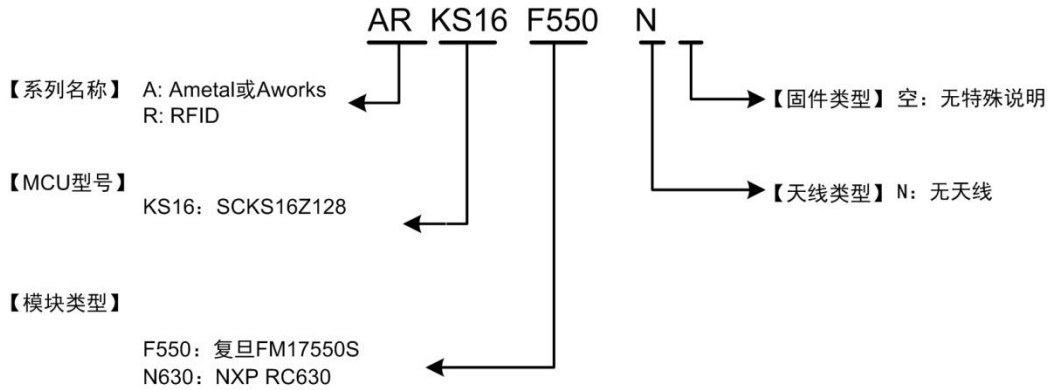 AR KS16 F550 N
【系列名称】 A: Ametal或Aworks
R: RFID
【固件类型】空：无特殊说明
【MCU型号】
KS16：SCKS16Z128
【天线类型】N：无天线
【模块类型】
F550：复旦FM17550S
N630：NXP RC630